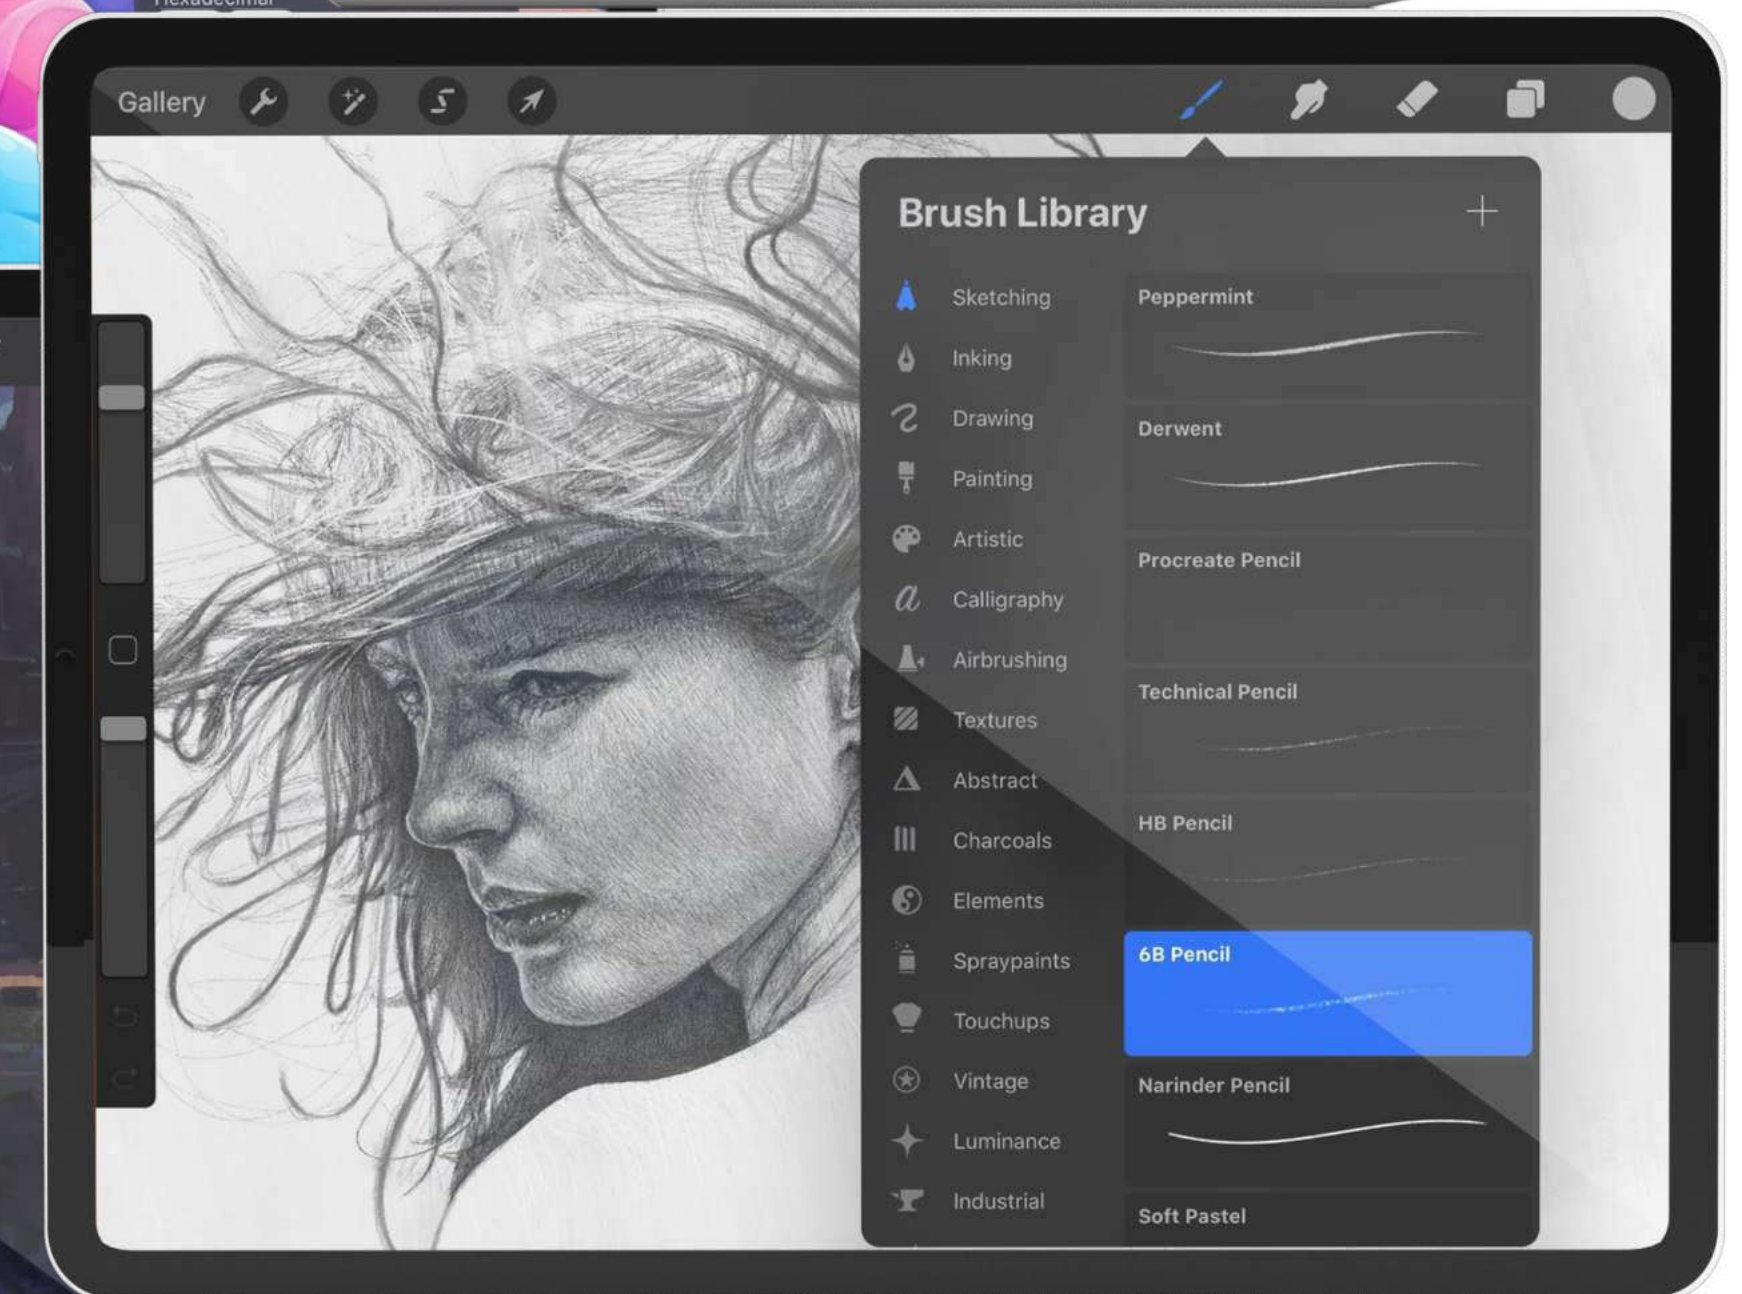 Hexadecimal
Gallery
Brush Library
Sketching
Inking
Drawing
Painting
Artistic
Calligraphy
Airbrushing
Textures
Abstract
Charcoals
Elements
Spraypaints
Touchups
Vintage
Luminance
Industrial
Peppermint
Derwent
Procreate Pencil
Technical Pencil
HB Pencil
6B Pencil
Narinder Pencil
Soft Pastel